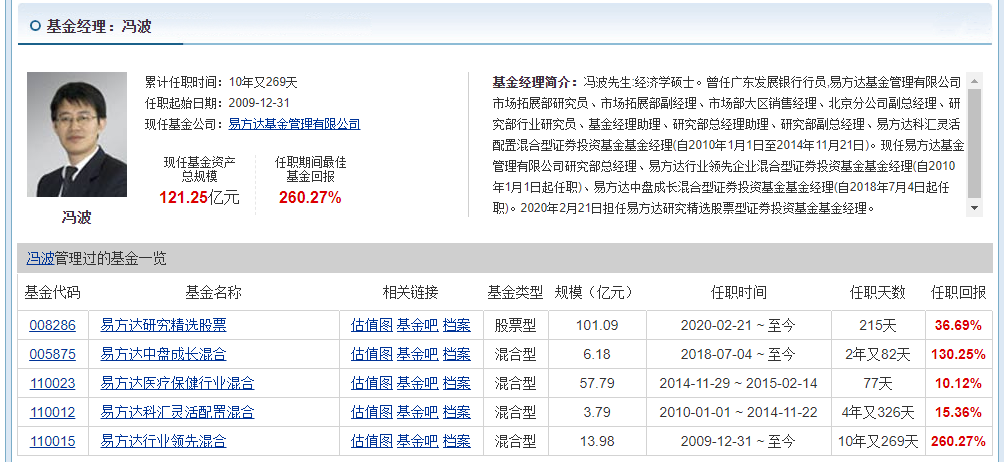 基金经理：冯波
累计任职时间：10年又269天
任职起始日期：2009-12-31
现任基金公司：易方达基金管理有限公司
现任基金资产
总规模
121.25亿元
任职期间最佳
基金回报
260.27%
冯波
基金经理简介：冯波先生:经济学硕士。曾任广东发展银行行员,易方达基金管理有限公司
市场拓展部研究员、市场拓展部副经理、市场部大区销售经理、北京分公司副总经理、研
究部行业研究员、基金经理助理、研究部总经理助理、研究部副总经理、易方达科汇灵活
配置混合型证券投资基金基金经理(自2010年1月1日至2014年11月21日)。现任易方达基金
管理有限公司研究部总经理、易方达行业领先企业混合型证券投资基金基金经理(自2010
年1月1日起任职)、易方达中盘成长混合型证券投资基金基金经理(自2018年7月4日起任
职)。2020年2月21日担任易方达研究精选股票型证券投资基金基金经理。
冯波管理过的基金一览
基金代码 基金名称 相关链接 基金类型 规模（亿元） 任职时间 任职天数 任职回报
008286 易方达研究精选股票 估值图 基金吧 档案 股票型 101.09 2020-02-21 ~ 至今 215天 36.69%
005875 易方达中盘成长混合 估值图 基金吧 档案 混合型 6.18 2018-07-04 ~ 至今 2年又82天 130.25%
110023 易方达医疗保健行业混合 估值图 基金吧 档案 混合型 57.79 2014-11-29 ~ 2015-02-14 77天 10.12%
110012 易方达科汇灵活配置混合 估值图 基金吧 档案 混合型 3.79 2010-01-01 ~ 2014-11-22 4年又326天 15.36%
110015 易方达行业领先混合 估值图 基金吧 档案 混合型 13.98 2009-12-31 ~ 至今 10年又269天 260.27%